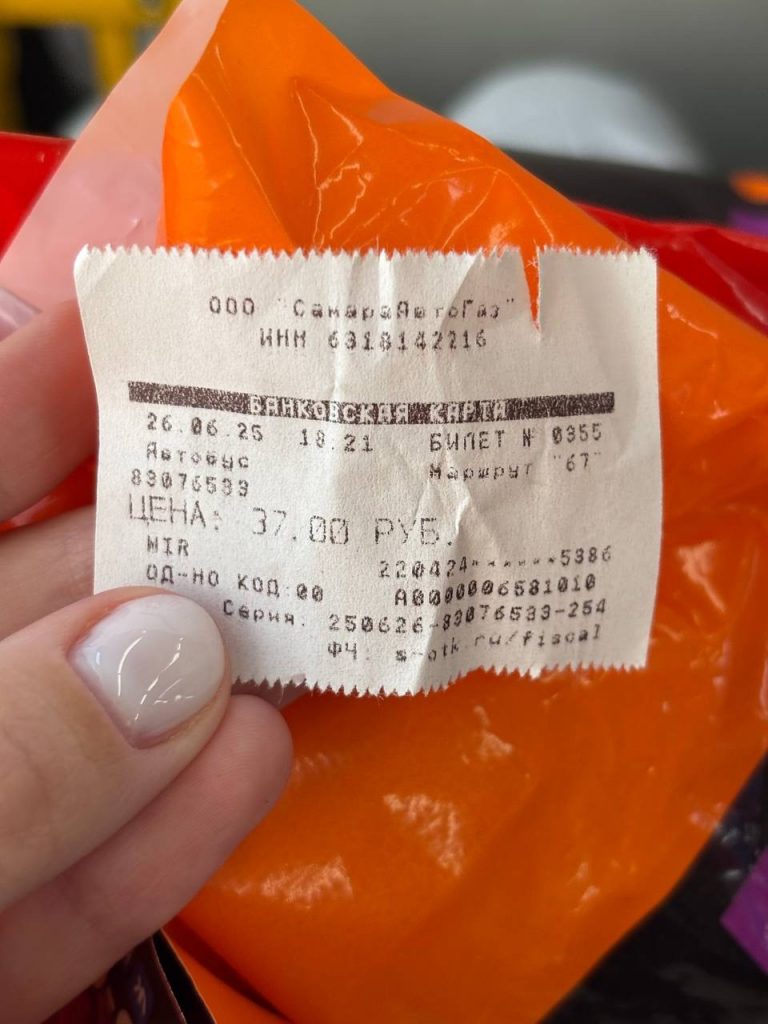 ООО "СамараАвтоГаз"
ИНН 6318142216
БАНКОВСКАЯ КАРТА
26.06.25 18.21 БИЛЕТ N 0355
Автобус Маршрут "67"
83076533
ЦЕНА: 37.00 РУБ.
MIR 220424******5386
ОД-НО КОД:00 A0000006581010
Серия: 250626-83076533-254
ФЧ: s-otk.ru/fiscal